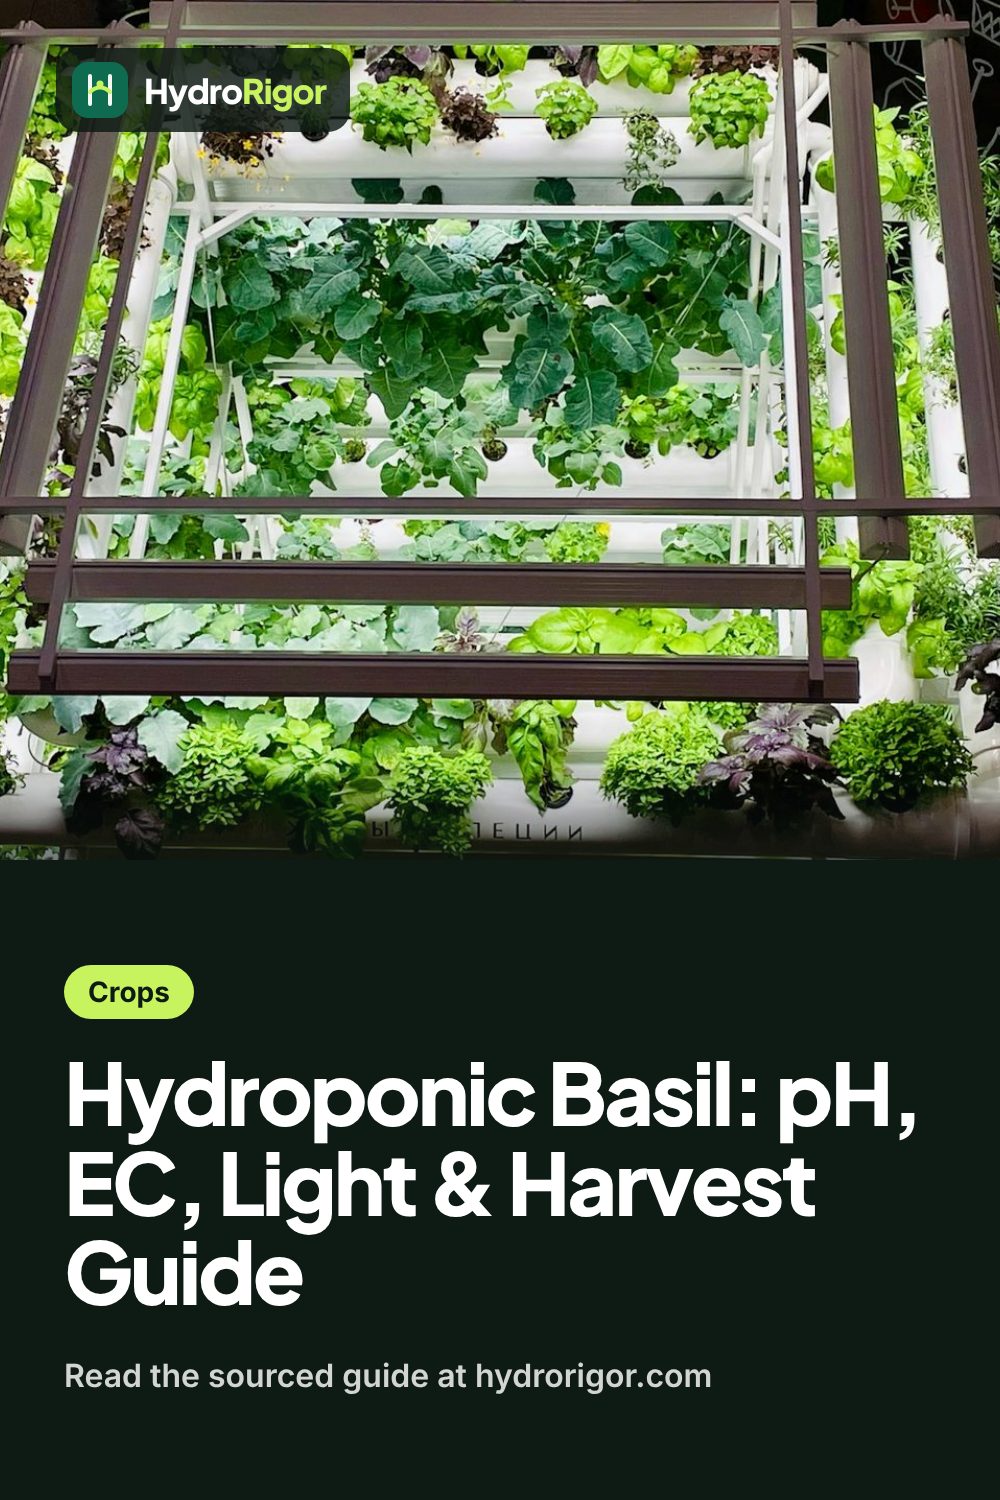 HydroRigor
Crops
Hydroponic Basil: pH,
EC, Light & Harvest
Guide
Read the sourced guide at hydrorigor.com